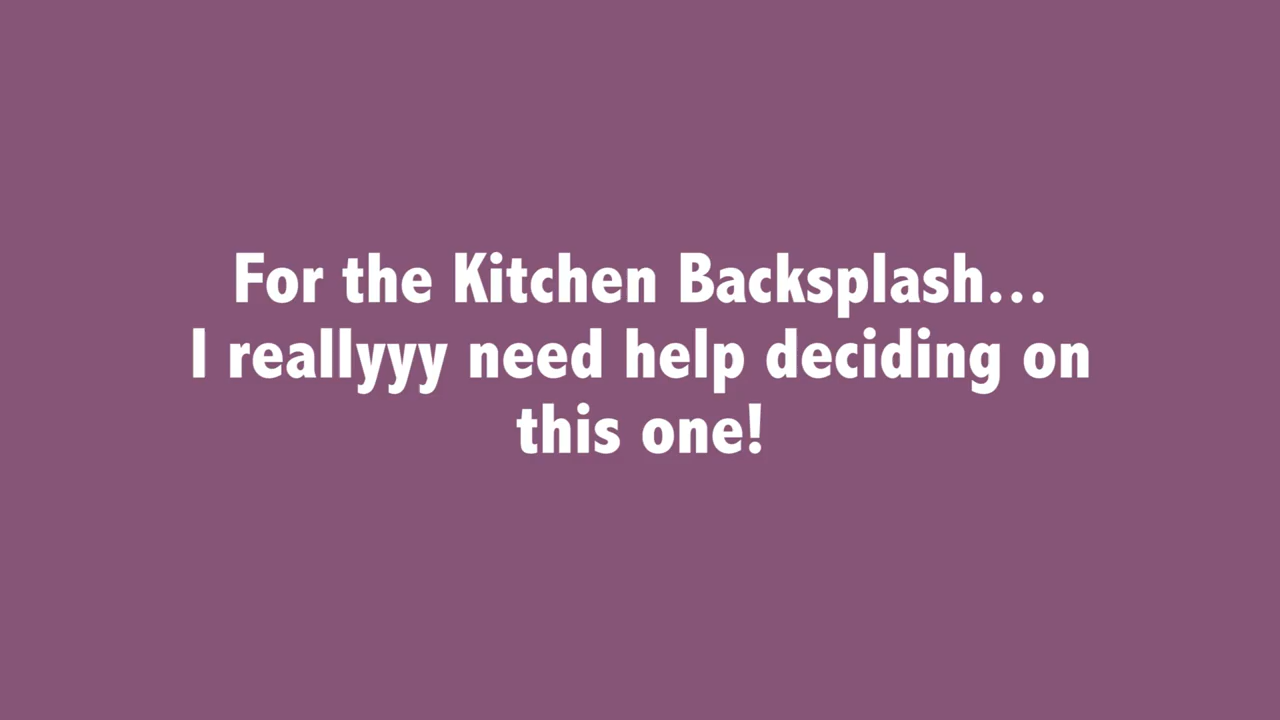 For the Kitchen Backsplash...
I reallyyy need help deciding on
this one!